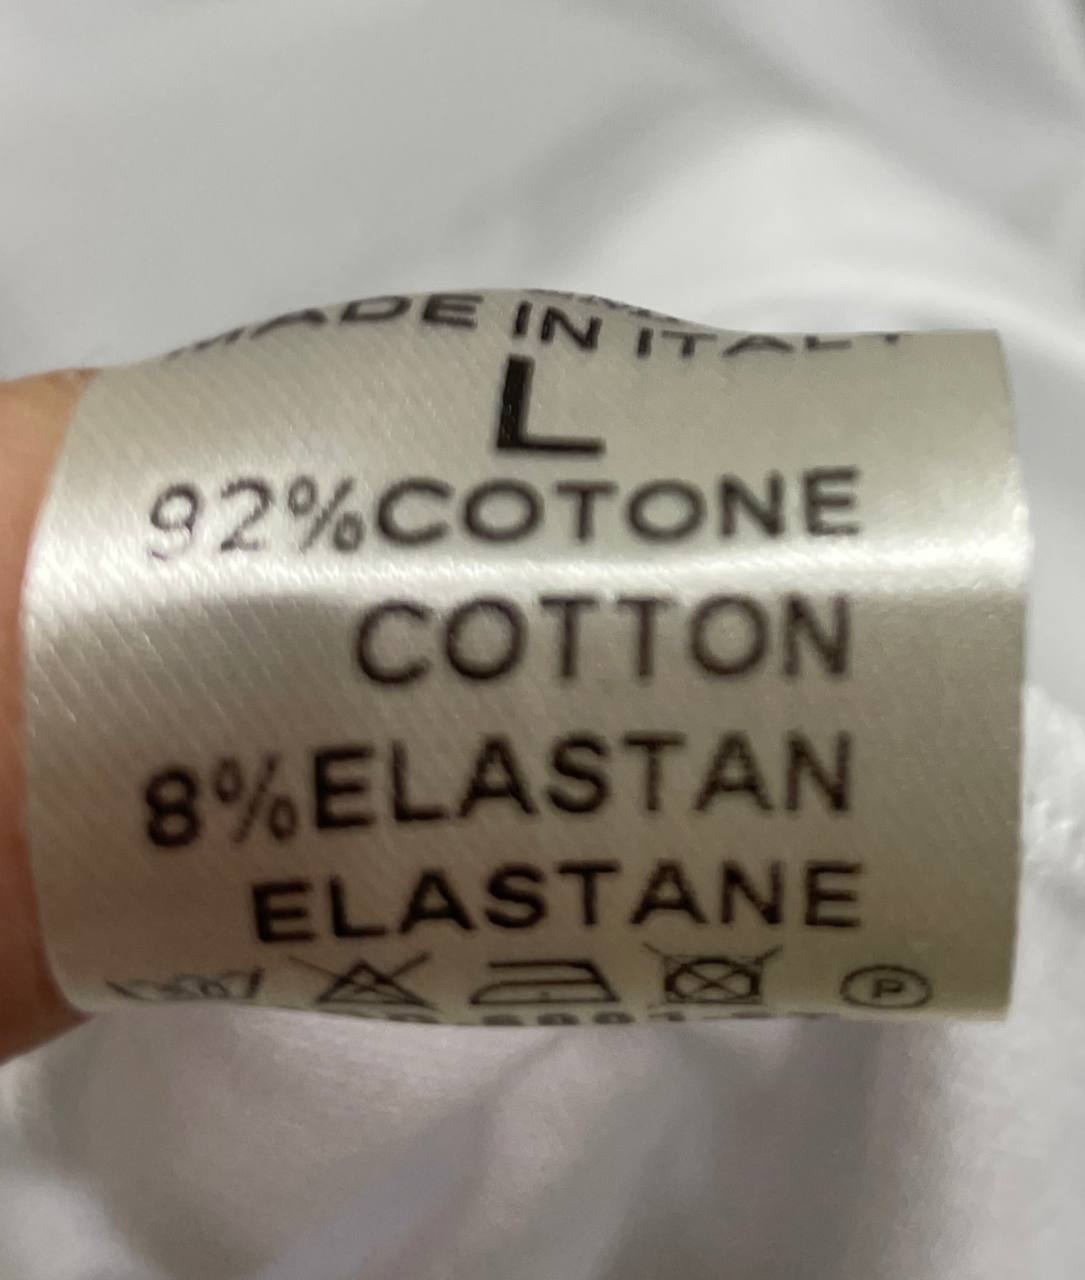 MADE IN ITALY
L
92%COTONE
COTTON
8%ELASTAN
ELASTANE
P